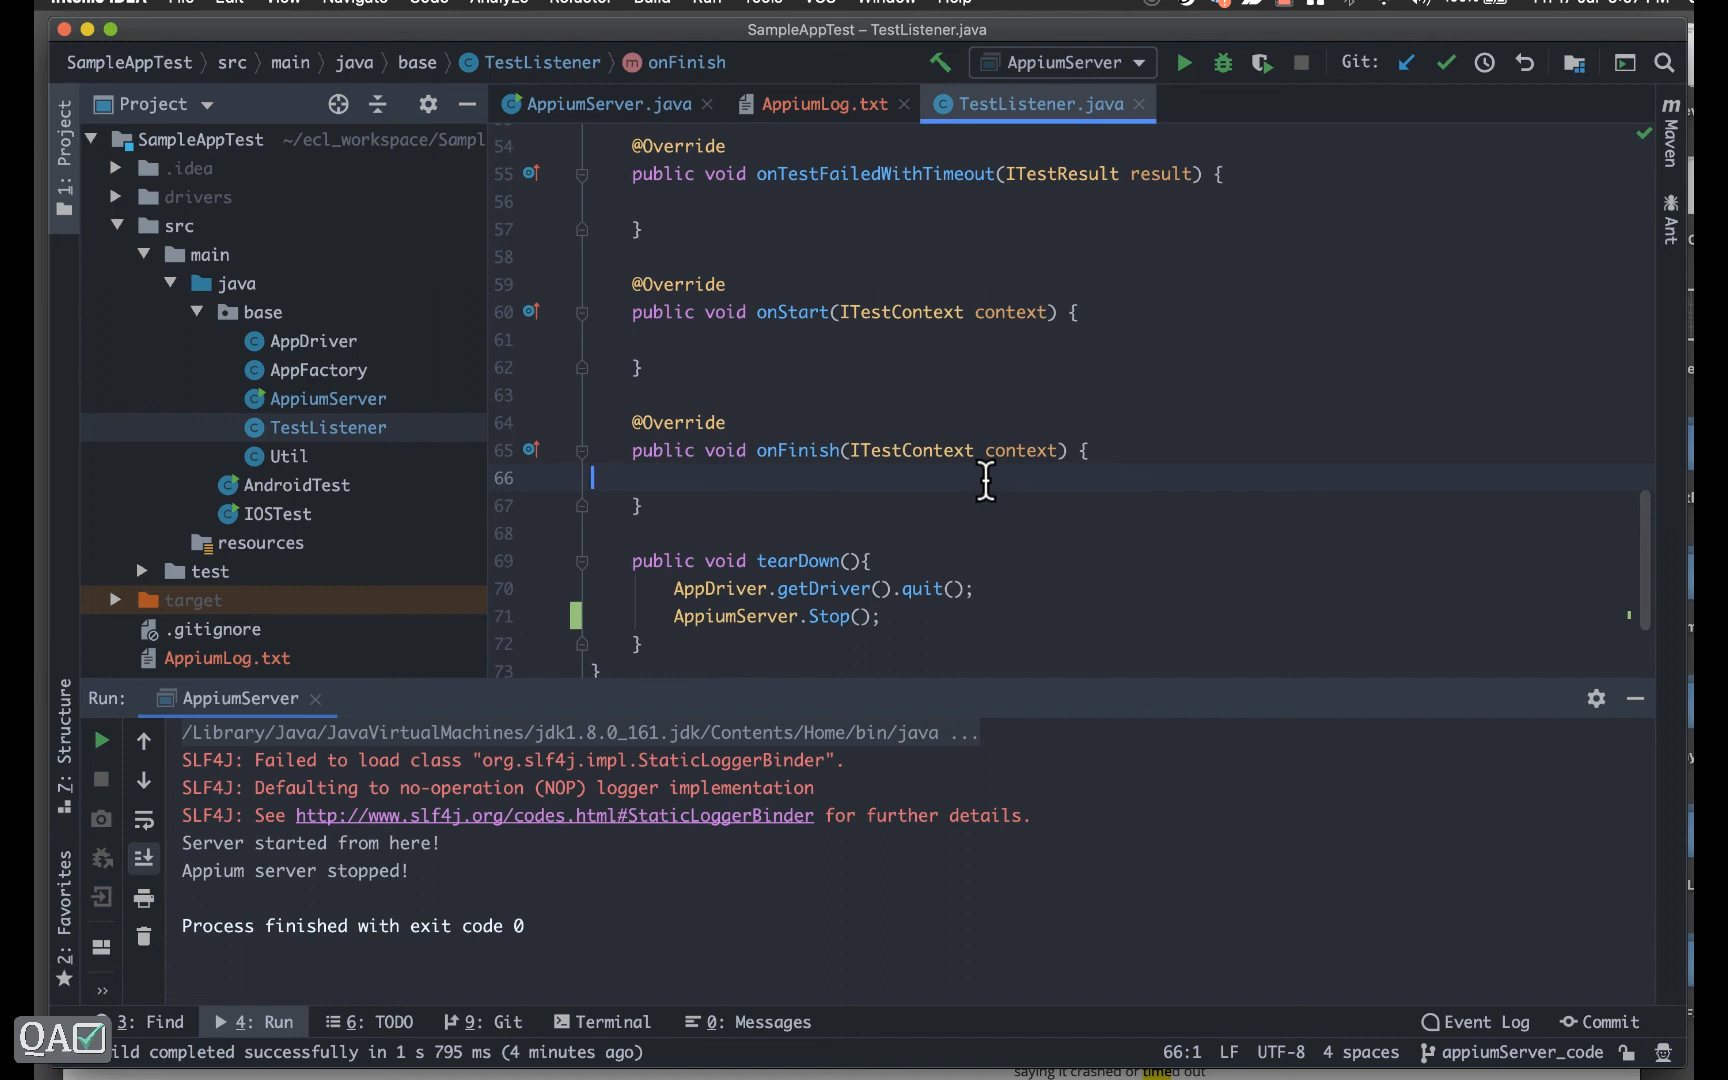 SampleAppTest – TestListener.java
SampleAppTest src main java base TestListener onFinish AppiumServer Git:
Project AppiumServer.java AppiumLog.txt TestListener.java
1: Project
SampleAppTest ~/ecl_workspace/Sampl
.idea
drivers
src
main
java
base
AppDriver
AppFactory
AppiumServer
TestListener
Util
AndroidTest
IOSTest
resources
test
target
.gitignore
AppiumLog.txt
54 @Override
55 public void onTestFailedWithTimeout(ITestResult result) {
56
57 }
58
59 @Override
60 public void onStart(ITestContext context) {
61
62 }
63
64 @Override
65 public void onFinish(ITestContext context) {
66
67 }
68
69 public void tearDown(){
70 AppDriver.getDriver().quit();
71 AppiumServer.Stop();
72 }
73 }
m Maven
Ant
Run: AppiumServer
7: Structure
2: Favorites
/Library/Java/JavaVirtualMachines/jdk1.8.0_161.jdk/Contents/Home/bin/java ...
SLF4J: Failed to load class "org.slf4j.impl.StaticLoggerBinder".
SLF4J: Defaulting to no-operation (NOP) logger implementation
SLF4J: See http://www.slf4j.org/codes.html#StaticLoggerBinder for further details.
Server started from here!
Appium server stopped!
Process finished with exit code 0
3: Find 4: Run 6: TODO 9: Git Terminal 0: Messages Event Log Commit
QA
ild completed successfully in 1 s 795 ms (4 minutes ago) 66:1 LF UTF-8 4 spaces appiumServer_code
saying it crashed or timed out